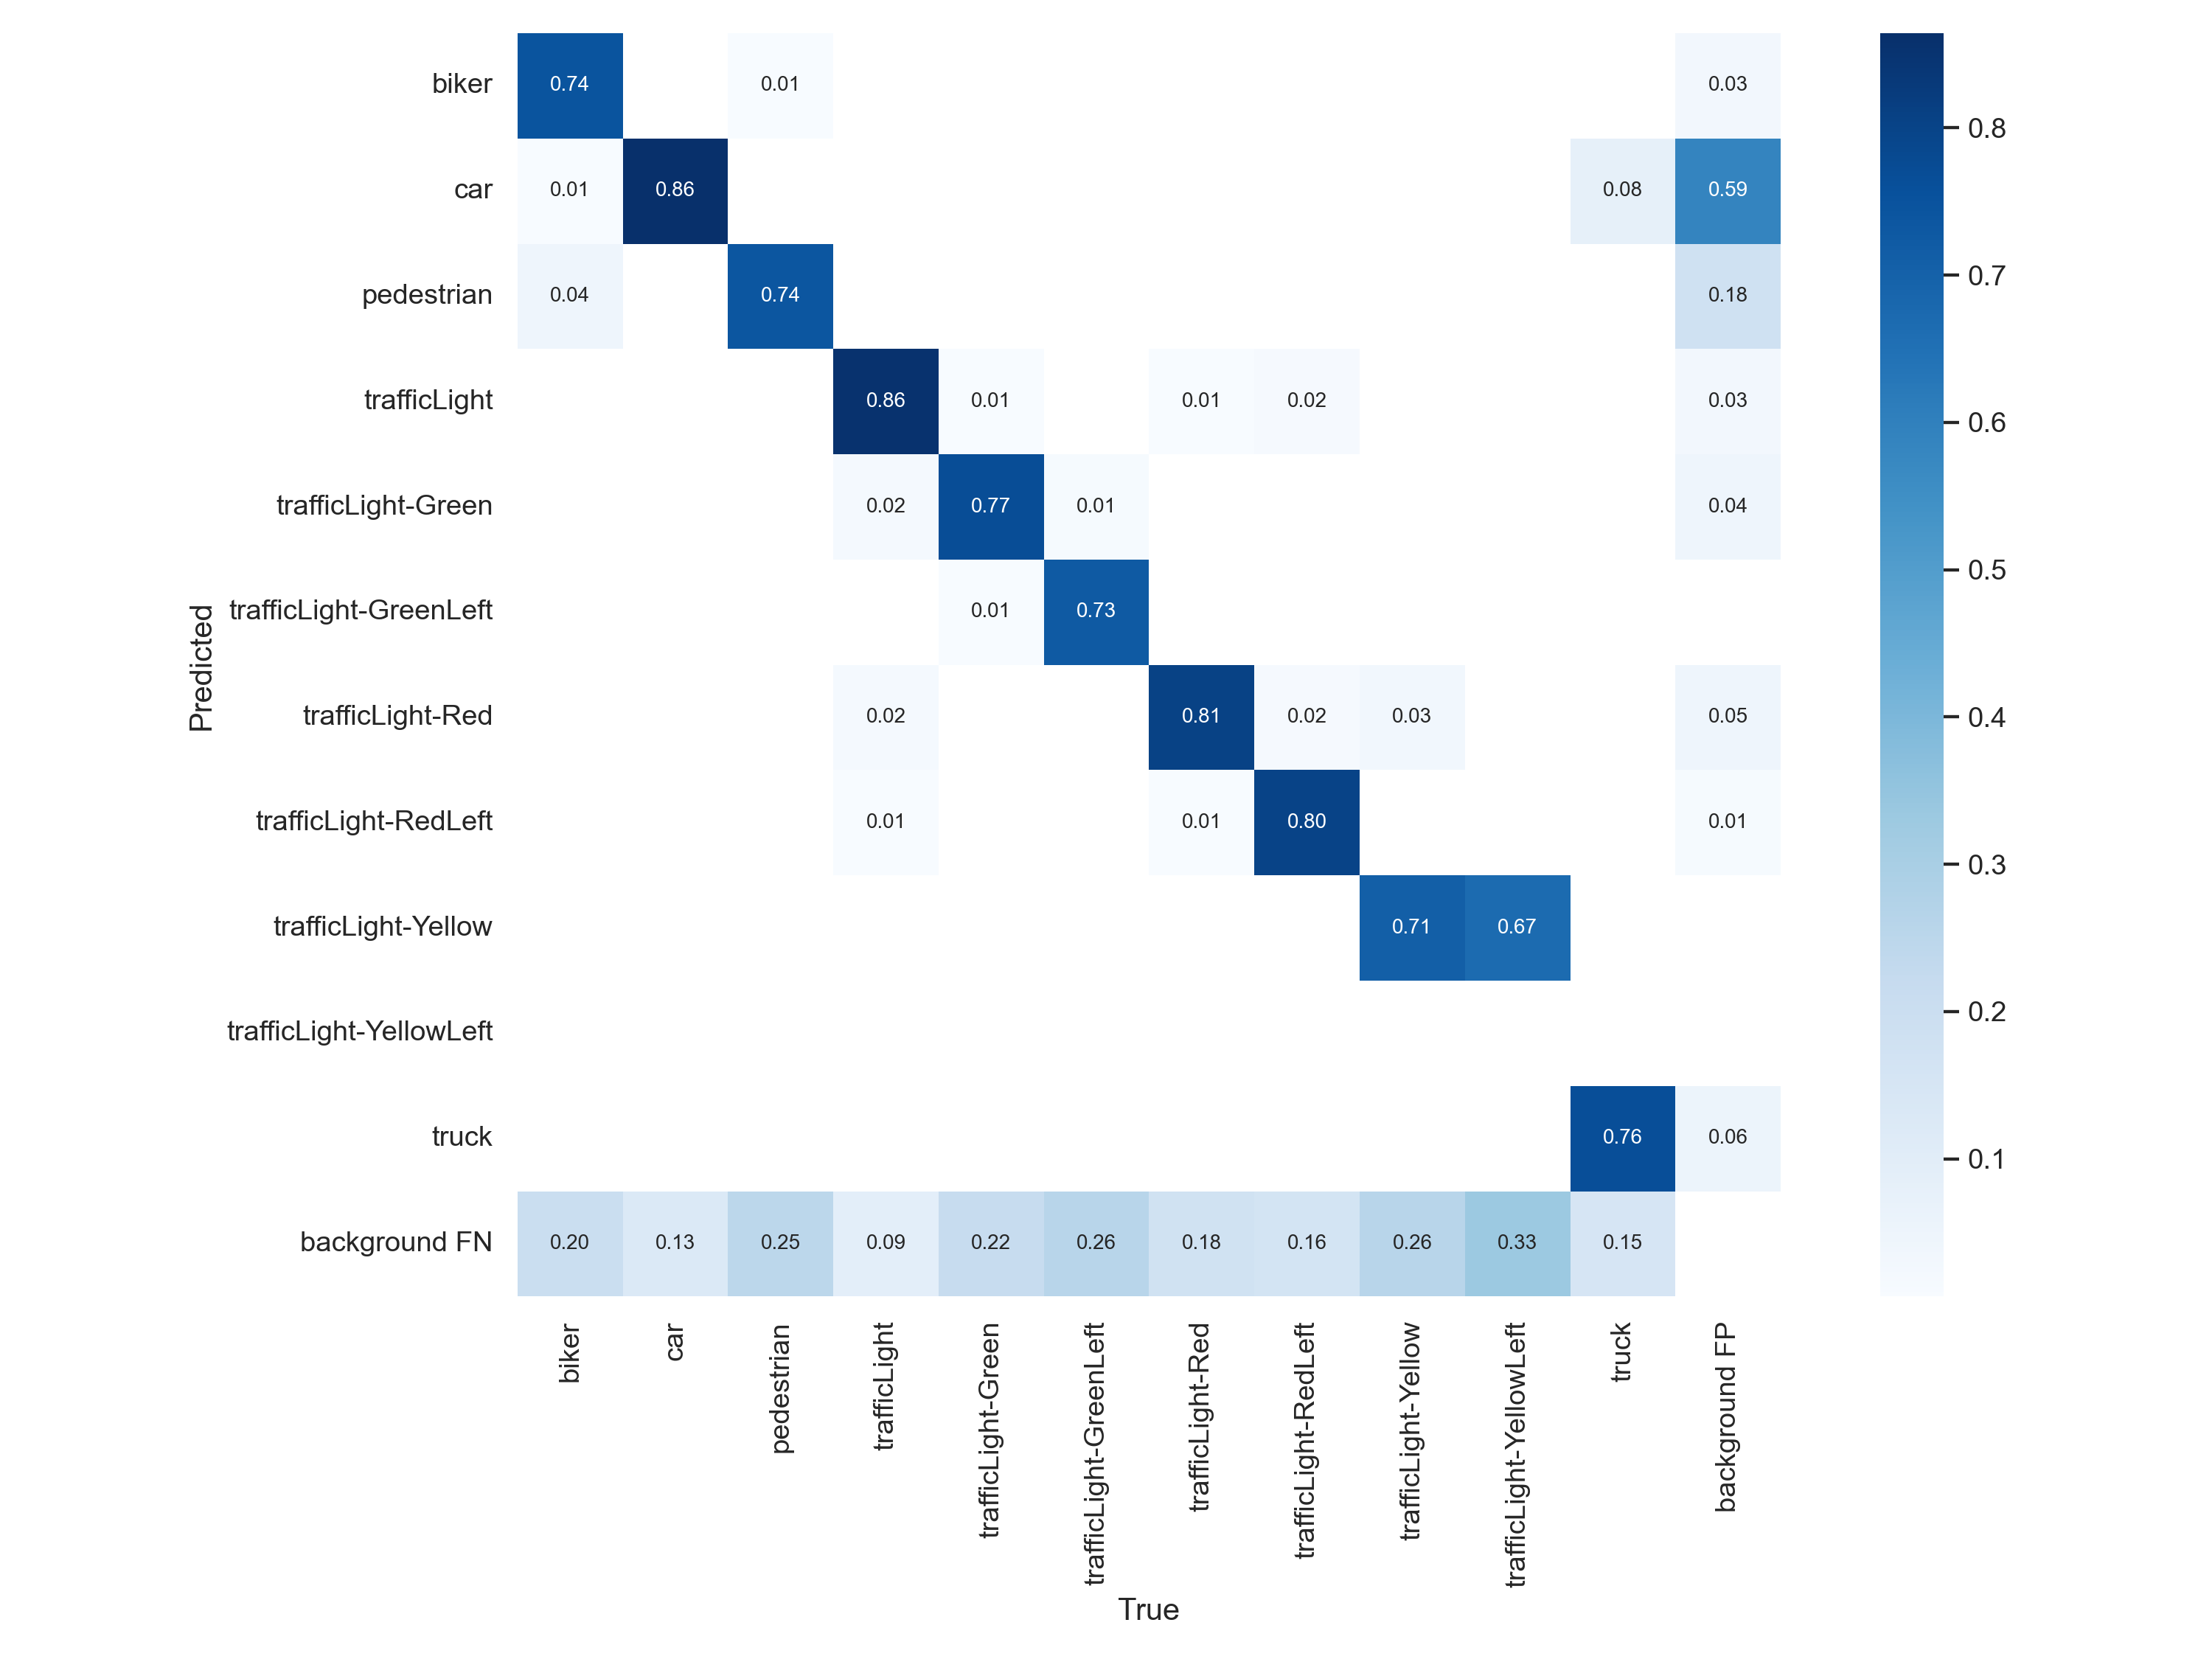 biker 0.74 0.01 0.03
0.8
car 0.01 0.86 0.08 0.59
0.7
pedestrian 0.04 0.74 0.18
0.6
trafficLight 0.86 0.01 0.01 0.02 0.03
trafficLight-Green 0.02 0.77 0.01 0.04
0.5
trafficLight-GreenLeft 0.01 0.73
Predicted
trafficLight-Red 0.02 0.81 0.02 0.03 0.05
0.4
trafficLight-RedLeft 0.01 0.01 0.80 0.01
0.3
trafficLight-Yellow 0.71 0.67
0.2
trafficLight-YellowLeft
truck 0.76 0.06
0.1
background FN 0.20 0.13 0.25 0.09 0.22 0.26 0.18 0.16 0.26 0.33 0.15
biker
car
pedestrian
trafficLight
trafficLight-Green
trafficLight-GreenLeft
trafficLight-Red
trafficLight-RedLeft
trafficLight-Yellow
trafficLight-YellowLeft
truck
background FP
True